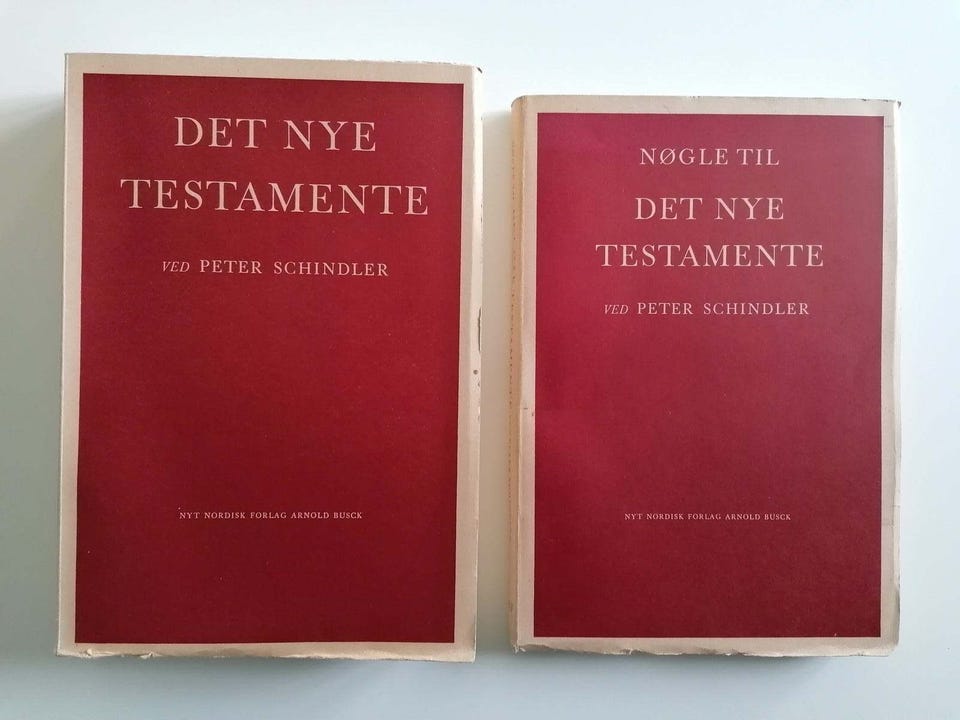 DET NYE
TESTAMENTE
VED PETER SCHINDLER
NYT NORDISK FORLAG ARNOLD BUSCK
NØGLE TIL
DET NYE
TESTAMENTE
VED PETER SCHINDLER
NYT NORDISK FORLAG ARNOLD BUSCK